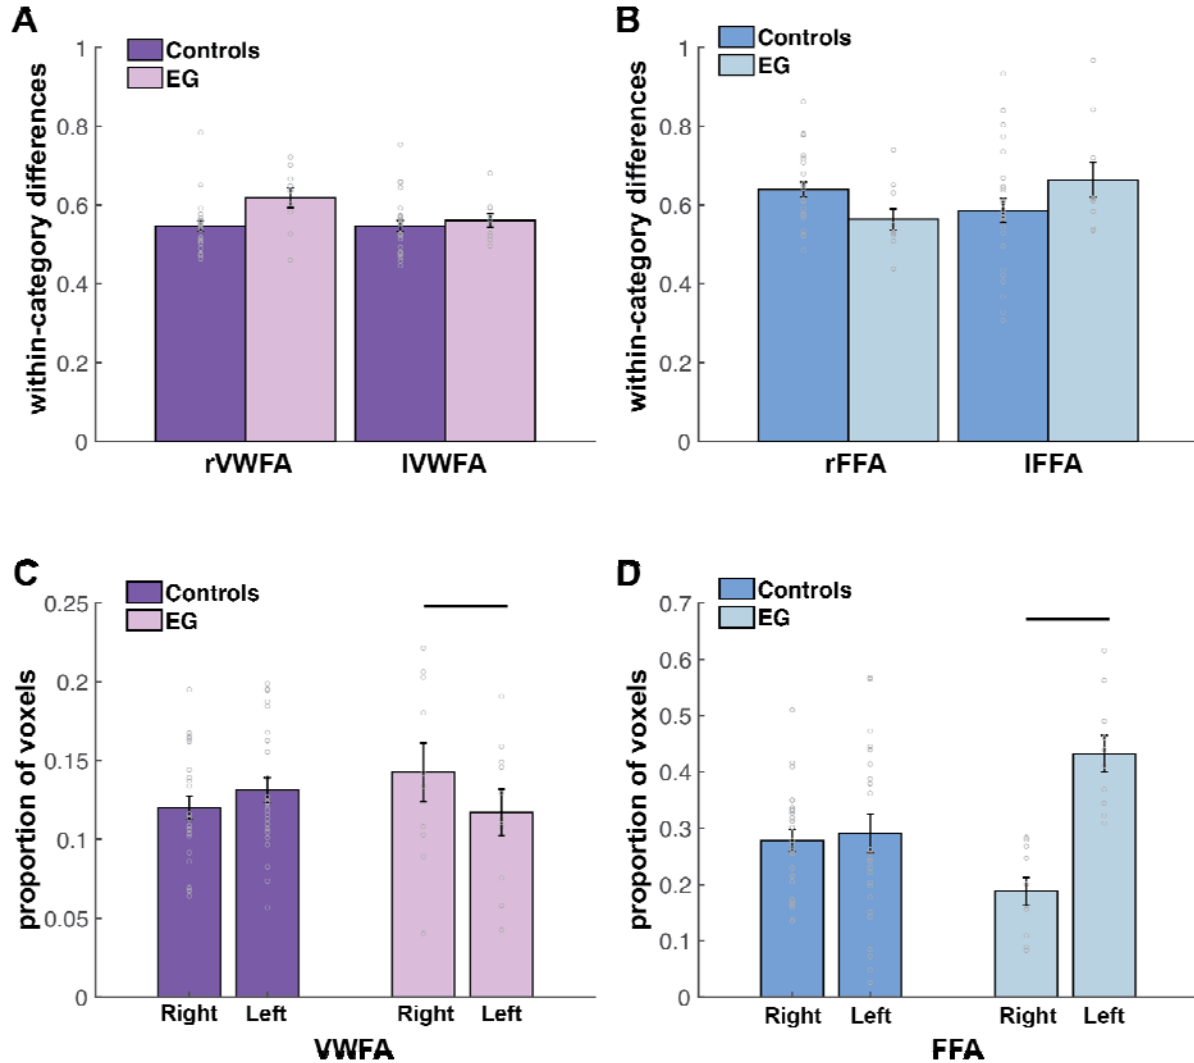 A
Controls
EG
within-category differences
1
0.8
0.6
0.4
0.2
0
rVWFA
lVWFA
B
Controls
EG
within-category differences
1
0.8
0.6
0.4
0.2
0
rFFA
lFFA
C
Controls
EG
proportion of voxels
0.25
0.2
0.15
0.1
0.05
0
Right
Left
Right
Left
VWFA
D
Controls
EG
proportion of voxels
0.7
0.6
0.5
0.4
0.3
0.2
0.1
0
Right
Left
Right
Left
FFA